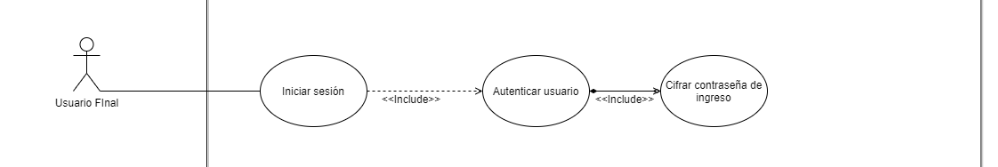 Usuario FInal
Iniciar sesión
<<Include>>
Autenticar usuario
<<Include>>
Cifrar contraseña de
ingreso